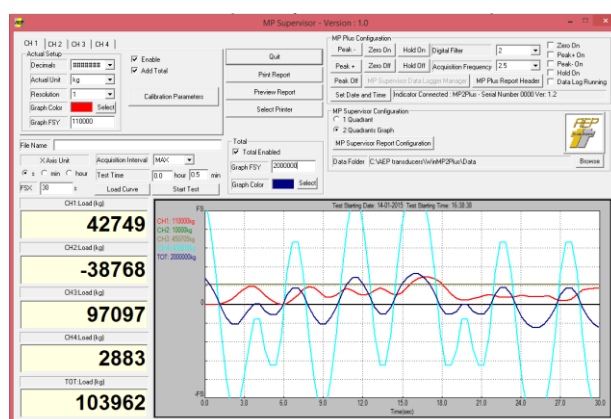 MP Supervisor - Version : 1.0
CH 1 CH 2 CH 3 CH 4
Actual Setup
Decimals #######
Actual Unit kg
Resolution 1
Graph Color Select
Graph FSY 110000
Enable
Add Total
Calibration Parameters
Quit
Print Report
Preview Report
Select Printer
MP Plus Configuration
Peak - Zero On Hold On Digital Filter 2
Peak + Zero Off Hold Off Acquisition Frequency 2.5
Peak Off MP Supervisor Data Logger Manager MP Plus Report Header
Set Date and Time Indicator Connected : MP2Plus - Serial Number 0000 Ver: 1.2
Zero On
Peak+ On
Peak- On
Hold On
Data Log Running
MP Supervisor Configuration
1 Quadrant
2 Quadrants Graph
MP Supervisor Report Configuration
AEP
Data Folder C:\AEP transducers\WinMP2Plus\Data Browse
File Name
X Axis Unit Acquisition Interval MAX
s min hour Test Time 0.0 hour 0.5 min
FSX 30 s Load Curve Start Test
Total
Total Enabled
Graph FSY 2000000
Graph Color Select
CH1 Load (kg)
42749
CH2 Load (kg)
-38768
CH3 Load (kg)
97097
CH4 Load (kg)
2883
TOT Load (kg)
103962
Test Starting Date: 14-01-2015 Test Starting Time: 16:38:38
FS
CH1: 110000kg
CH2: 10000kg
TOT: 2000000kg
0
-FS
0.0 3.0 6.0 9.0 12.0 15.0 18.0 21.0 24.0 27.0 30.0
Time(sec)